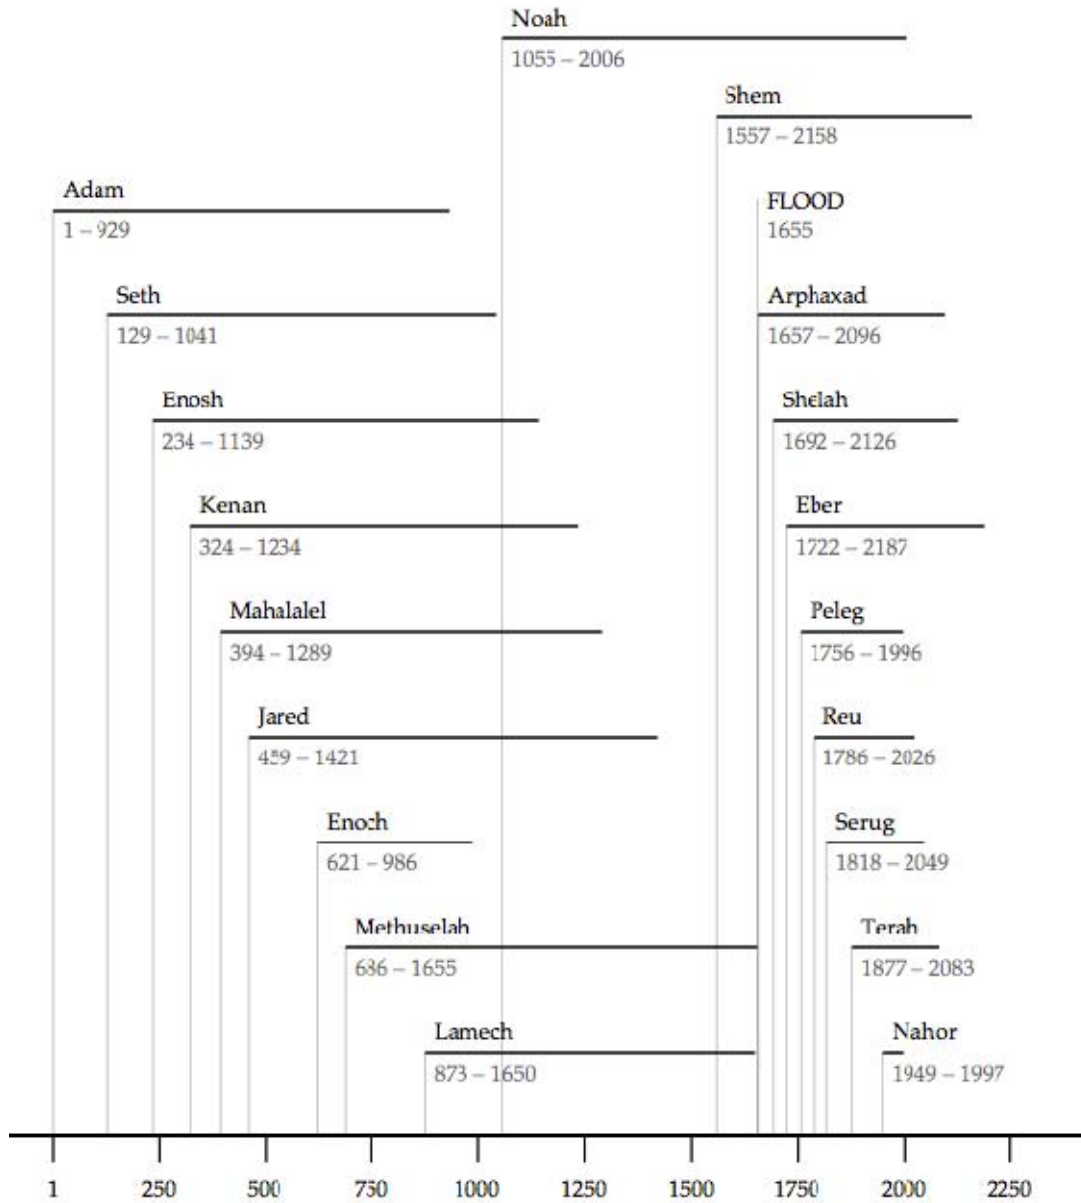 Noah
1055 – 2006
Shem
1557 – 2158
Adam
1 – 929
FLOOD
1655
Seth
129 – 1041
Arphaxad
1657 – 2096
Enosh
234 – 1139
Shelah
1692 – 2126
Kenan
324 – 1234
Eber
1722 – 2187
Mahalalel
394 – 1289
Peleg
1756 – 1996
Jared
459 – 1421
Reu
1786 – 2026
Enoch
621 – 986
Serug
1818 – 2049
Methuselah
686 – 1655
Terah
1877 – 2083
Lamech
873 – 1650
Nahor
1949 – 1997
1 250 500 750 1000 1250 1500 1750 2000 2250